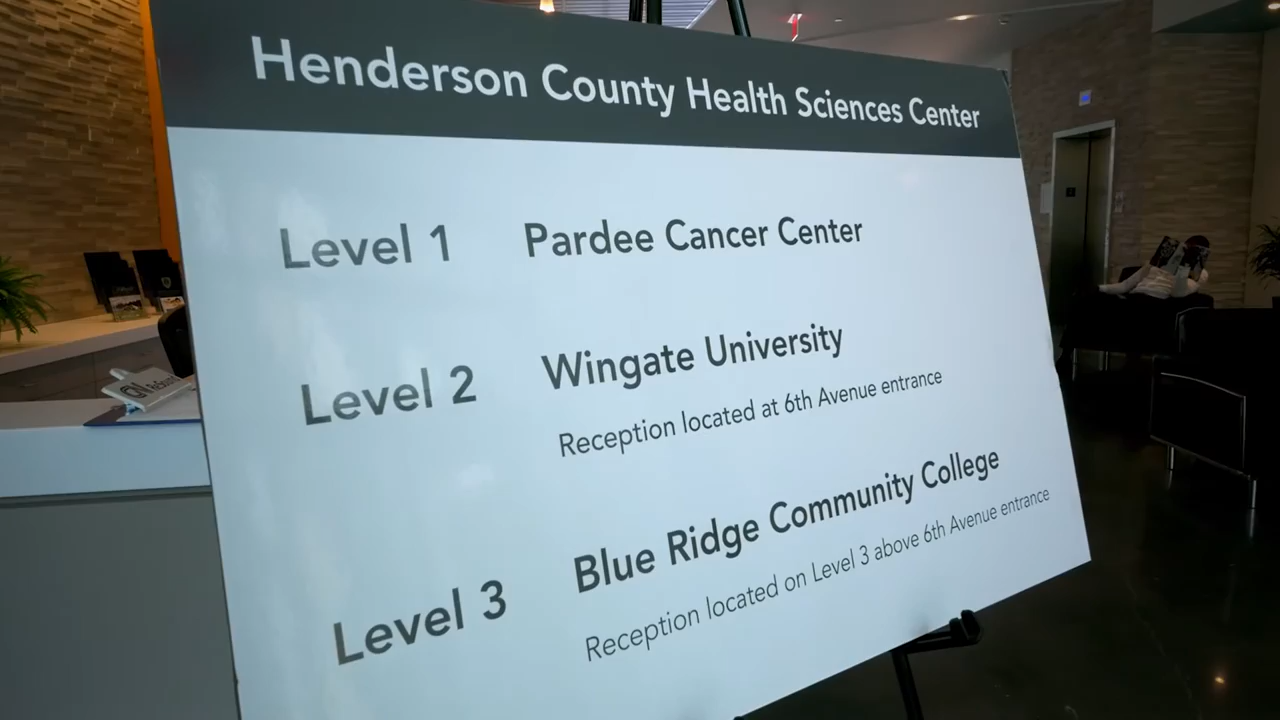 Henderson County Health Sciences Center
Level 1 Pardee Cancer Center
Level 2 Wingate University
Reception located at 6th Avenue entrance
Level 3 Blue Ridge Community College
Reception located on Level 3 above 6th Avenue entrance